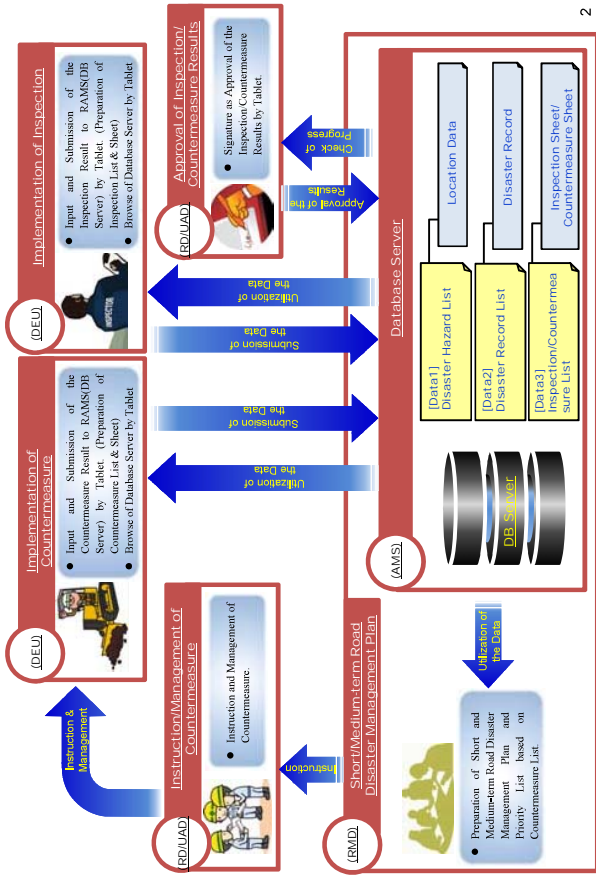 (DEU)
Implementation of
Countermeasure
● Input and Submission of the
Countermeasure Result to RAMS(DB
Server) by Tablet. (Preparation of
Countermeasure List & Sheet)
● Browse of Database Server by Tablet
(DEU)
Implementation of Inspection
● Input and Submission of the
Inspection Result to RAMS(DB
Server) by Tablet. (Preparation of
Inspection List & Sheet)
● Browse of Database Server by Tablet
INSPECTOR
Instruction &
Management
(RD/UAD)
Instruction/Management of
Countermeasure
● Instruction and Management of
Countermeasure.
Utilization of
the Data
Submission of
the Data
Submission of
the Data
Utilization of
the Data
(RD/UAD)
Approval of Inspection/
Countermeasure Results
● Signature as Approval of the
Inspection/Countermeasure
Results by Tablet.
Approval of the
Results
Check of
Progress
Instruction
(RMD)
Short/Medium-term Road
Disaster Management Plan
● Preparation of Short and
Medium-term Road Disaster
Management Plan and
Priority List based on
Countermeasure List.
Utilization of
the Data
(AMS)
Database Server
DB Server
[Data1]
Disaster Hazard List
Location Data
[Data2]
Disaster Record List
Disaster Record
[Data3]
Inspection/Countermea
sure List
Inspection Sheet/
Countermeasure Sheet
2